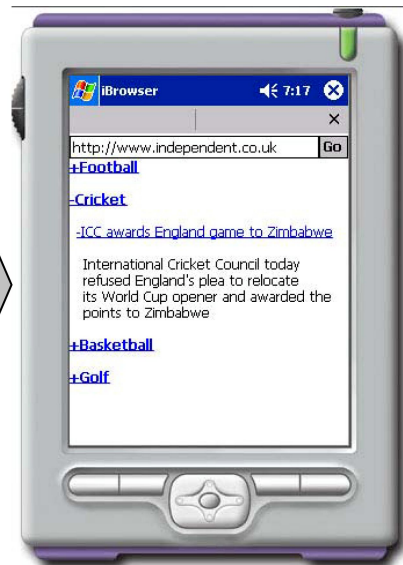 iBrowser 7:17
http://www.independent.co.uk Go
+Football
-Cricket
-ICC awards England game to Zimbabwe
International Cricket Council today
refused England's plea to relocate
its World Cup opener and awarded the
points to Zimbabwe
+Basketball
+Golf